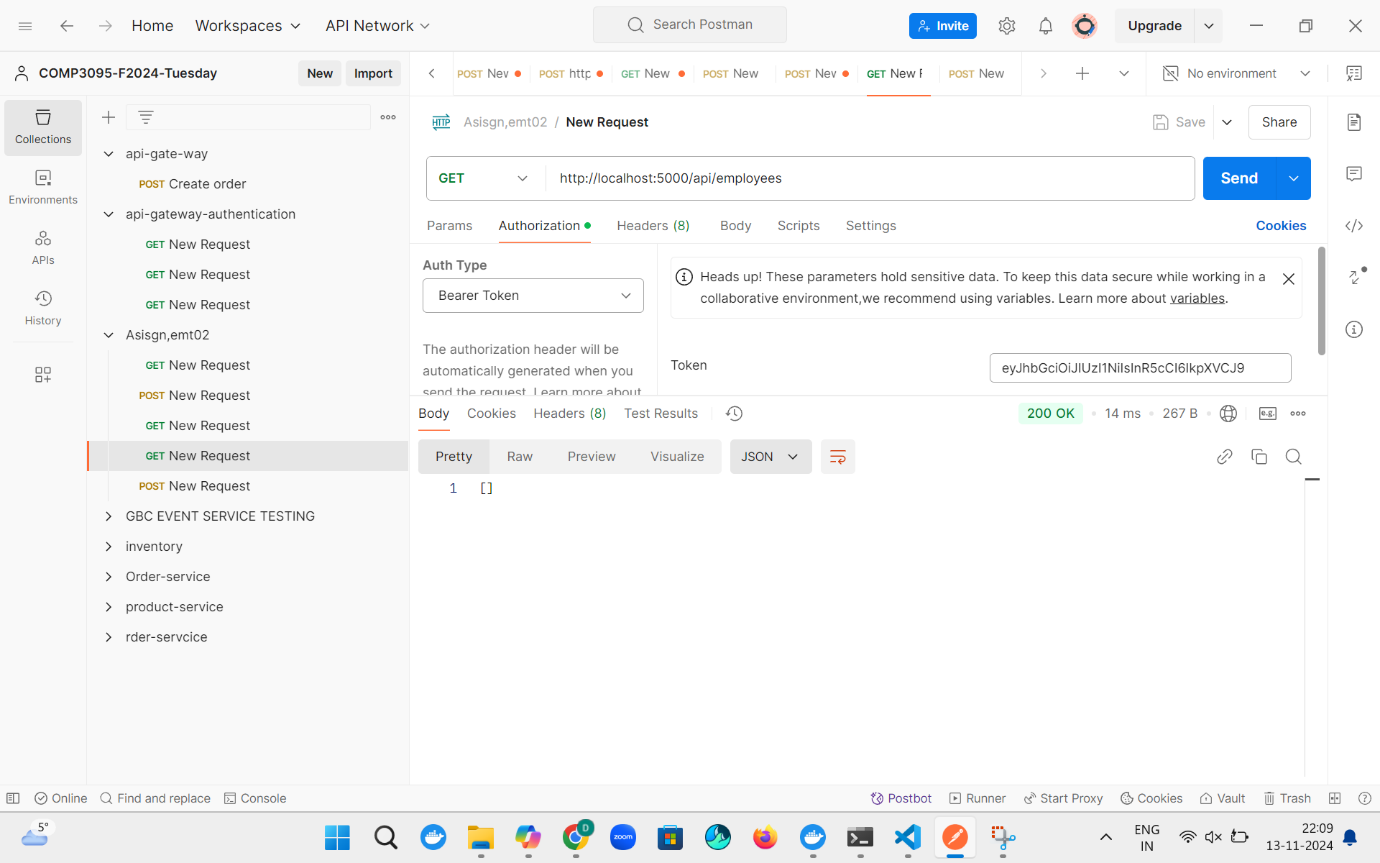 Home Workspaces API Network Search Postman Invite Upgrade
COMP3095-F2024-Tuesday New Import POST Nev POST http GET New POST New POST Nev GET New F POST New No environment
Collections
Environments
APIs
History
api-gate-way
POST Create order
api-gateway-authentication
GET New Request
GET New Request
GET New Request
Asisgn,emt02
GET New Request
POST New Request
GET New Request
GET New Request
POST New Request
GBC EVENT SERVICE TESTING
inventory
Order-service
product-service
rder-servcice
HTTP Asisgn,emt02 / New Request Save Share
GET http://localhost:5000/api/employees Send
Params Authorization Headers (8) Body Scripts Settings Cookies
Auth Type
Bearer Token
The authorization header will be
automatically generated when you
send the request. Learn more about
Heads up! These parameters hold sensitive data. To keep this data secure while working in a
collaborative environment,we recommend using variables. Learn more about variables.
Token eyJhbGciOiJIUzI1NiIsInR5cCI6IkpXVCJ9
Body Cookies Headers (8) Test Results 200 OK 14 ms 267 B e.g.
Pretty Raw Preview Visualize JSON
1 []
Online Find and replace Console Postbot Runner Start Proxy Cookies Vault Trash
5°
D
zoom
ENG
IN
22:09
13-11-2024